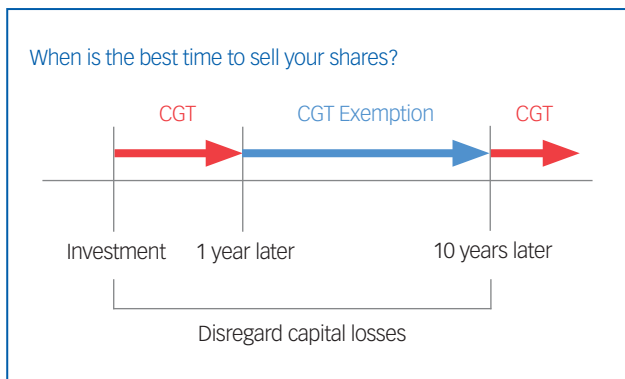 When is the best time to sell your shares?
CGT CGT Exemption CGT
Investment 1 year later 10 years later
Disregard capital losses